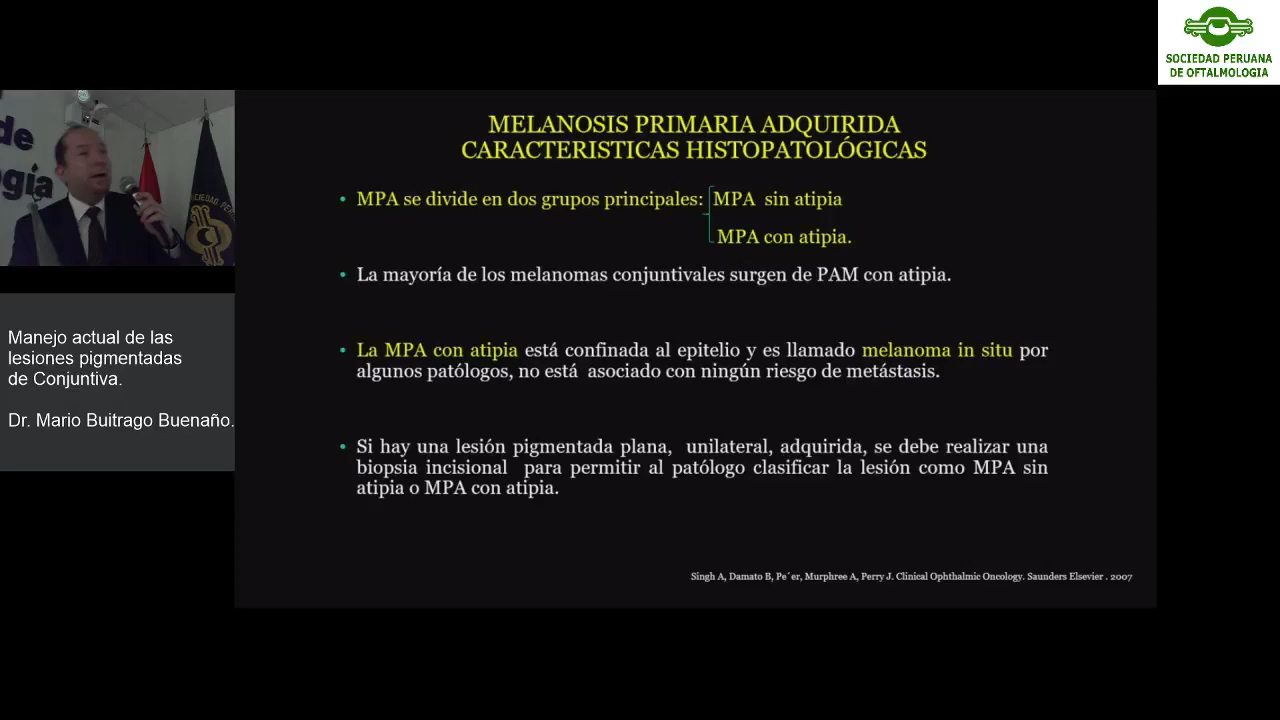 SOCIEDAD PERUANA
DE OFTALMOLOGIA
de
gía
SOCIEDAD PER
Manejo actual de las
lesiones pigmentadas
de Conjuntiva.
Dr. Mario Buitrago Buenaño.
MELANOSIS PRIMARIA ADQUIRIDA
CARACTERISTICAS HISTOPATOLÓGICAS
• MPA se divide en dos grupos principales: MPA sin atipia
MPA con atipia.
• La mayoría de los melanomas conjuntivales surgen de PAM con atipia.
• La MPA con atipia está confinada al epitelio y es llamado melanoma in situ por
algunos patólogos, no está asociado con ningún riesgo de metástasis.
• Si hay una lesión pigmentada plana, unilateral, adquirida, se debe realizar una
biopsia incisional para permitir al patólogo clasificar la lesión como MPA sin
atipia o MPA con atipia.
Singh A, Damato B, Pe´er, Murphree A, Perry J. Clinical Ophthalmic Oncology. Saunders Elsevier . 2007